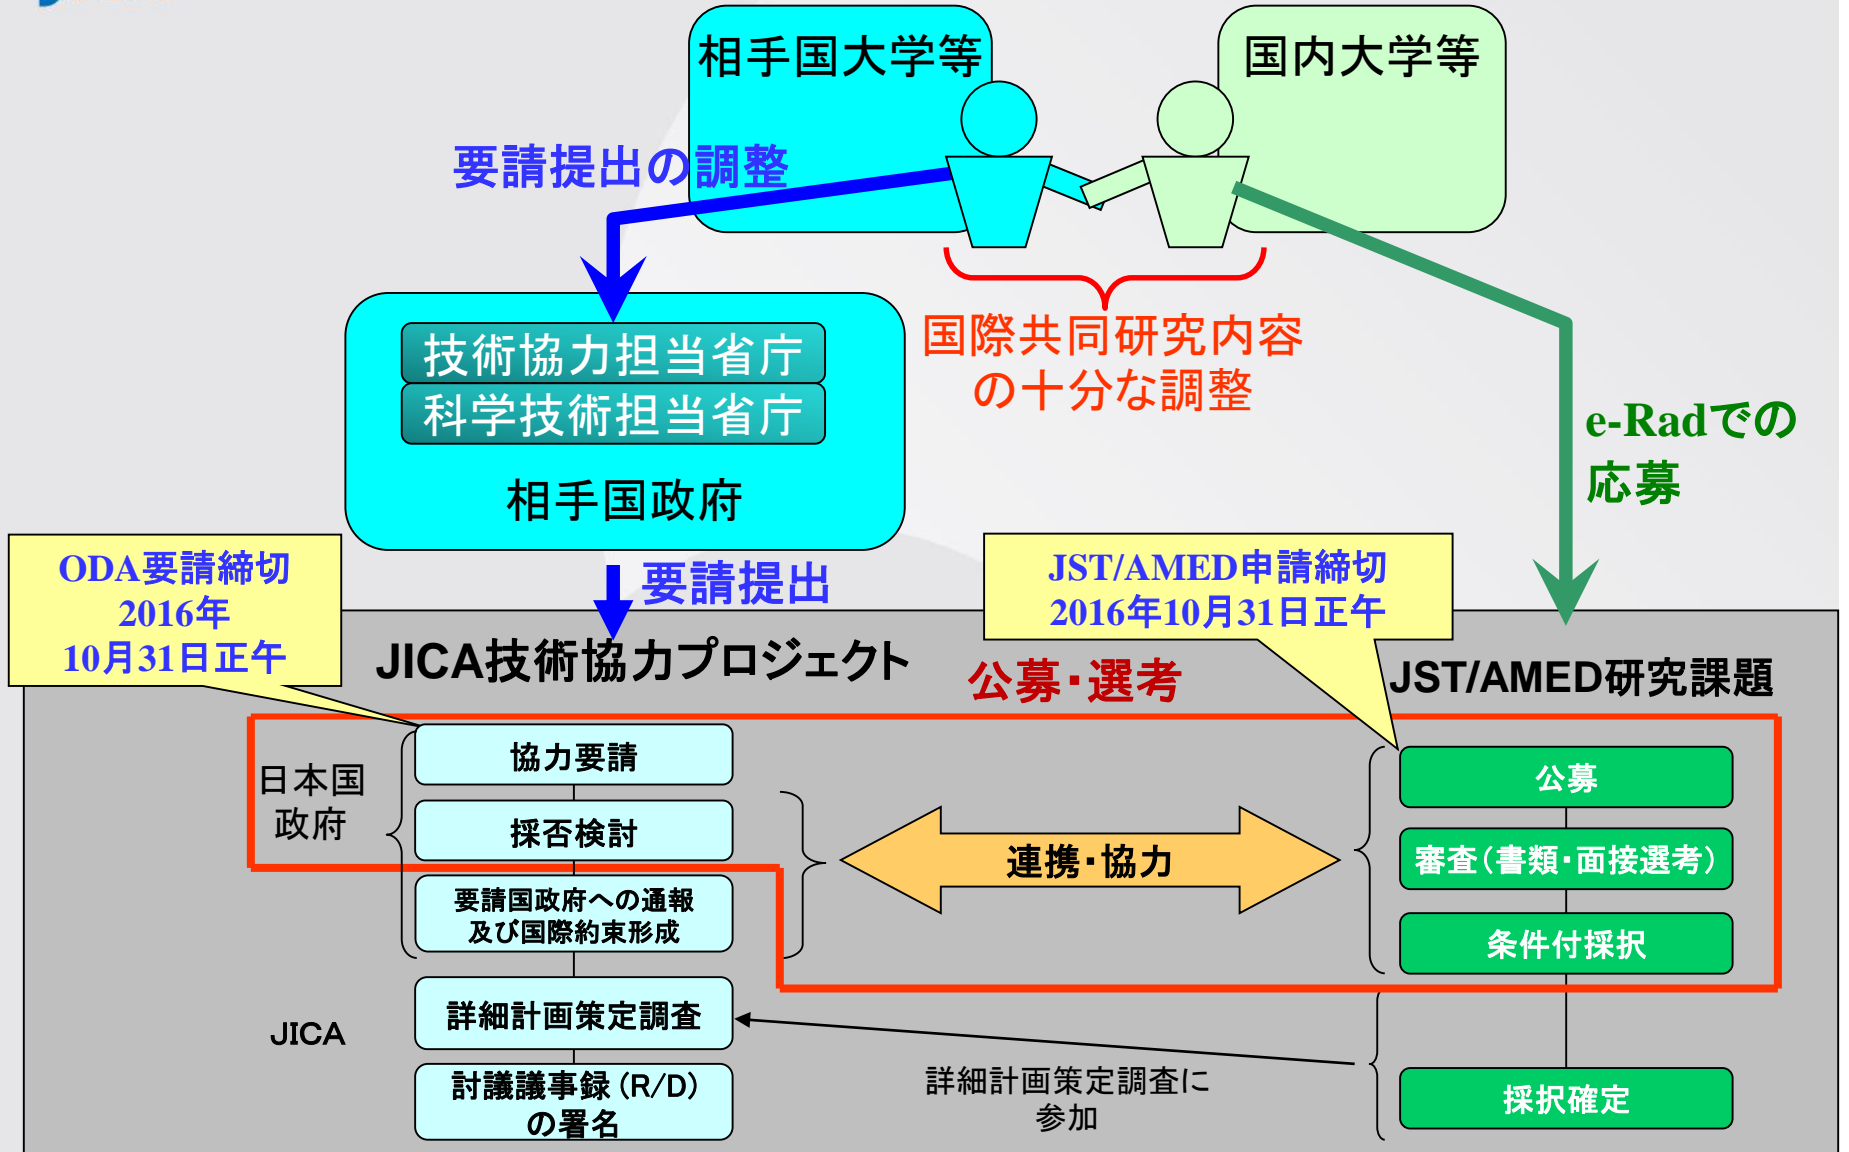 相手国大学等
国内大学等
要請提出の調整
技術協力担当省庁
科学技術担当省庁
相手国政府
国際共同研究内容
の十分な調整
e-Radでの
応募
ODA要請締切
2016年
10月31日正午
要請提出
JST/AMED申請締切
2016年10月31日正午
JICA技術協力プロジェクト
公募・選考
JST/AMED研究課題
日本国
政府
協力要請
採否検討
要請国政府への通報
及び国際約束形成
連携・協力
公募
審査（書類・面接選考）
条件付採択
JICA
詳細計画策定調査
討議議事録（R/D）
の署名
詳細計画策定調査に
参加
採択確定